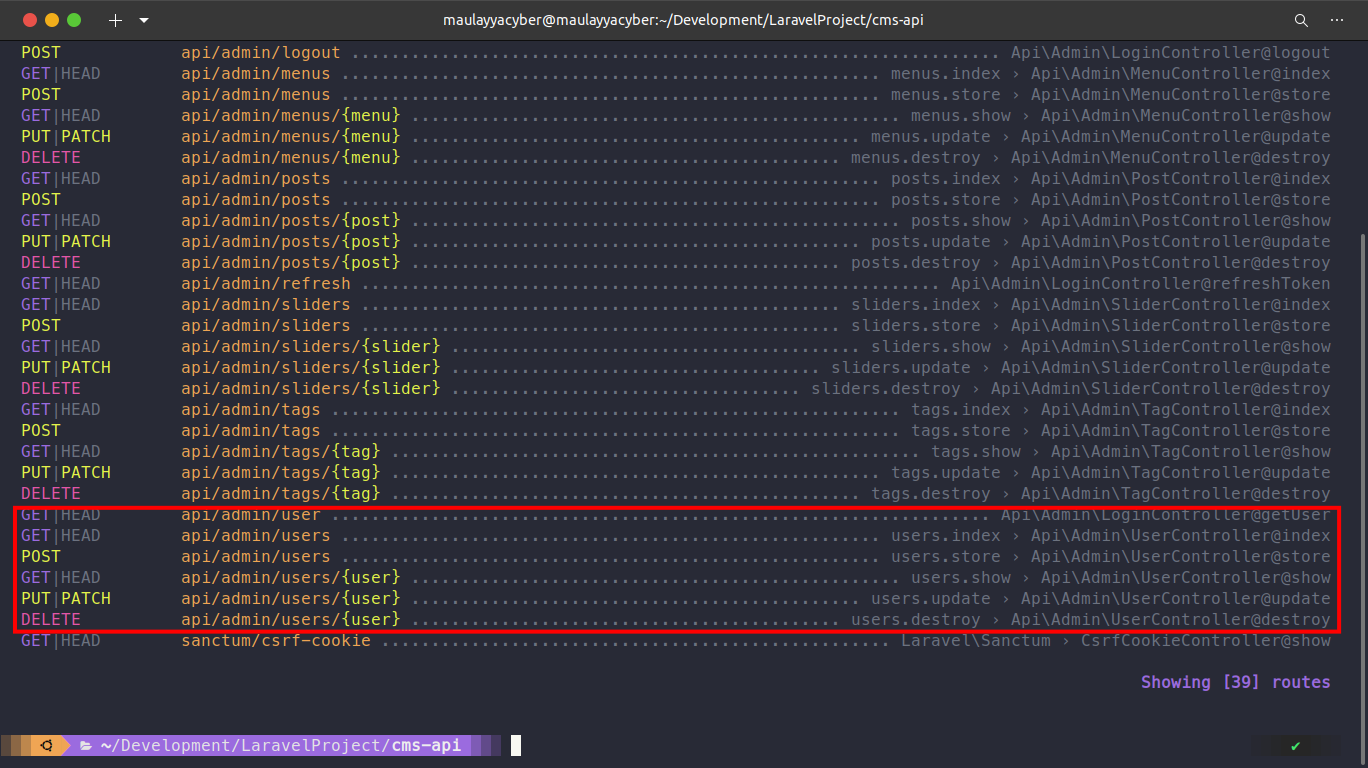 maulayyacyber@maulayyacyber:~/Development/LaravelProject/cms-api
POST api/admin/logout ................................................................. Api\Admin\LoginController@logout
GET|HEAD api/admin/menus ...................................................... menus.index › Api\Admin\MenuController@index
POST api/admin/menus ...................................................... menus.store › Api\Admin\MenuController@store
GET|HEAD api/admin/menus/{menu} ................................................. menus.show › Api\Admin\MenuController@show
PUT|PATCH api/admin/menus/{menu} ............................................. menus.update › Api\Admin\MenuController@update
DELETE api/admin/menus/{menu} ........................................... menus.destroy › Api\Admin\MenuController@destroy
GET|HEAD api/admin/posts ...................................................... posts.index › Api\Admin\PostController@index
POST api/admin/posts ...................................................... posts.store › Api\Admin\PostController@store
GET|HEAD api/admin/posts/{post} ................................................. posts.show › Api\Admin\PostController@show
PUT|PATCH api/admin/posts/{post} ............................................. posts.update › Api\Admin\PostController@update
DELETE api/admin/posts/{post} ........................................... posts.destroy › Api\Admin\PostController@destroy
GET|HEAD api/admin/refresh .......................................................... Api\Admin\LoginController@refreshToken
GET|HEAD api/admin/sliders ................................................ sliders.index › Api\Admin\SliderController@index
POST api/admin/sliders ................................................ sliders.store › Api\Admin\SliderController@store
GET|HEAD api/admin/sliders/{slider} ......................................... sliders.show › Api\Admin\SliderController@show
PUT|PATCH api/admin/sliders/{slider} ..................................... sliders.update › Api\Admin\SliderController@update
DELETE api/admin/sliders/{slider} ................................... sliders.destroy › Api\Admin\SliderController@destroy
GET|HEAD api/admin/tags ......................................................... tags.index › Api\Admin\TagController@index
POST api/admin/tags ......................................................... tags.store › Api\Admin\TagController@store
GET|HEAD api/admin/tags/{tag} ..................................................... tags.show › Api\Admin\TagController@show
PUT|PATCH api/admin/tags/{tag} ................................................. tags.update › Api\Admin\TagController@update
DELETE api/admin/tags/{tag} ............................................... tags.destroy › Api\Admin\TagController@destroy
GET|HEAD api/admin/user .................................................................. Api\Admin\LoginController@getUser
GET|HEAD api/admin/users ...................................................... users.index › Api\Admin\UserController@index
POST api/admin/users ...................................................... users.store › Api\Admin\UserController@store
GET|HEAD api/admin/users/{user} ................................................. users.show › Api\Admin\UserController@show
PUT|PATCH api/admin/users/{user} ............................................. users.update › Api\Admin\UserController@update
DELETE api/admin/users/{user} ........................................... users.destroy › Api\Admin\UserController@destroy
GET|HEAD sanctum/csrf-cookie ................................................... Laravel\Sanctum › CsrfCookieController@show
Showing [39] routes
~/Development/LaravelProject/cms-api